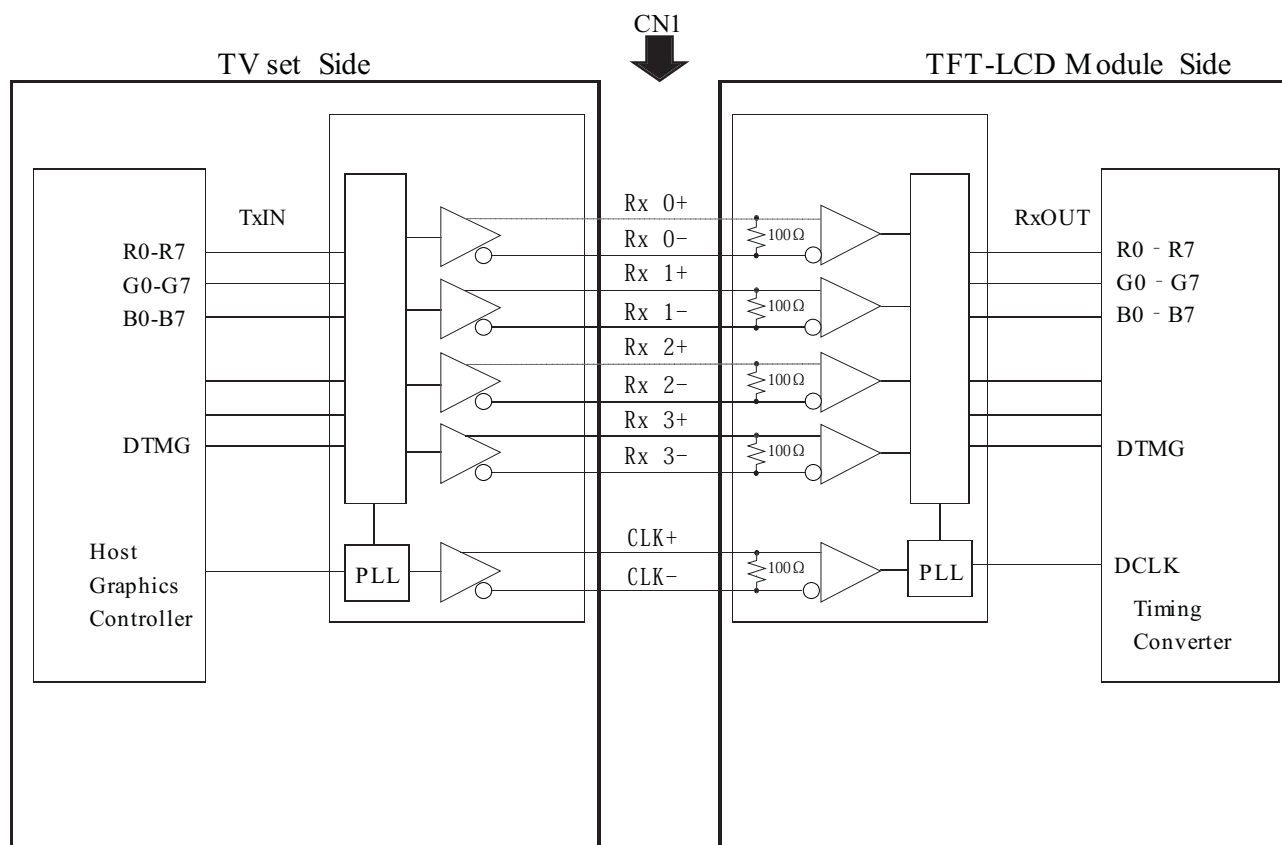 CN1
TV set Side
TFT-LCD Module Side
TxIN
R0-R7
G0-G7
B0-B7
DTMG
Host
Graphics
Controller
PLL
Rx 0+
Rx 0-
Rx 1+
Rx 1-
Rx 2+
Rx 2-
Rx 3+
Rx 3-
CLK+
CLK-
100Ω
100Ω
100Ω
100Ω
100Ω
PLL
RxOUT
R0 - R7
G0 - G7
B0 - B7
DTMG
DCLK
Timing
Converter